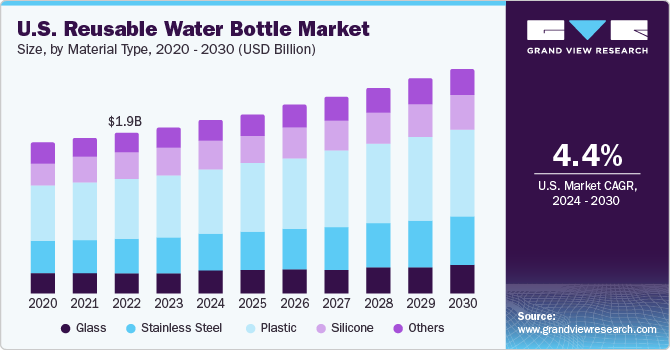 U.S. Reusable Water Bottle Market
Size, by Material Type, 2020 - 2030 (USD Billion)
$1.9B
2020 2021 2022 2023 2024 2025 2026 2027 2028 2029 2030
Glass Stainless Steel Plastic Silicone Others
GRAND VIEW RESEARCH
4.4%
U.S. Market CAGR,
2024 - 2030
Source:
www.grandviewresearch.com